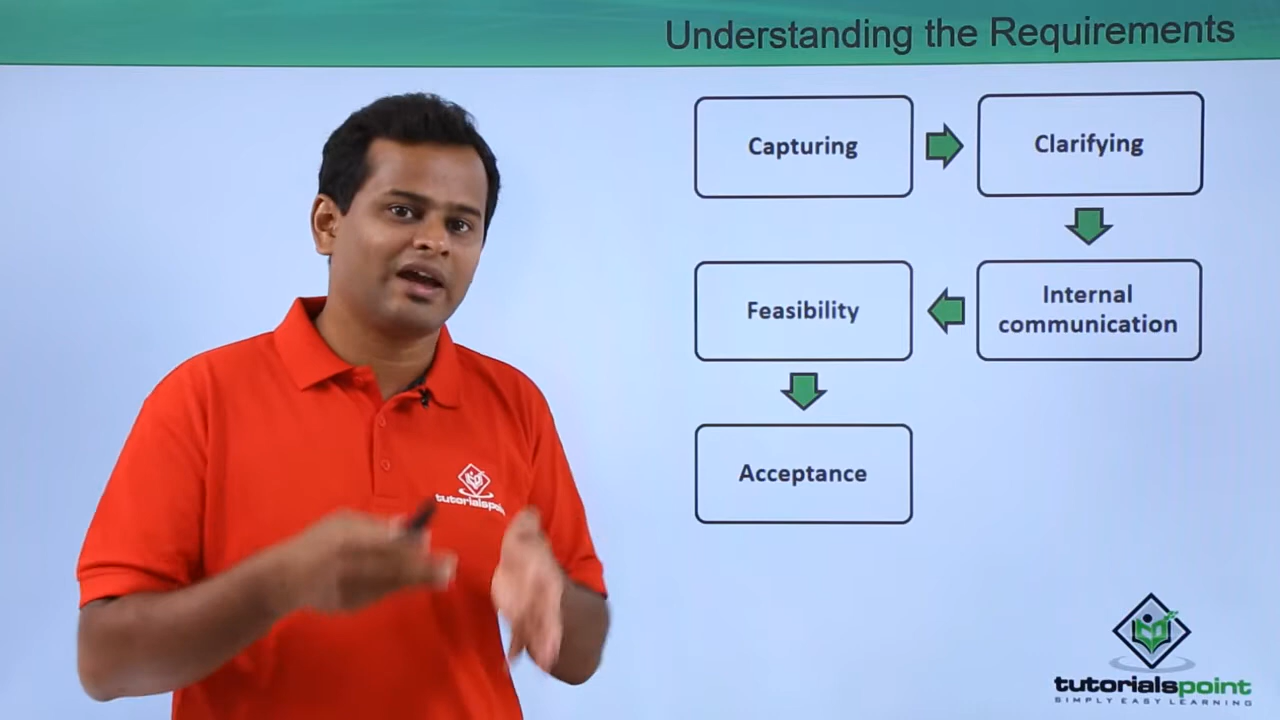 Understanding the Requirements
Capturing
Clarifying
Internal
communication
Feasibility
Acceptance
tutorialspoint
tutorialspoint
SIMPLY EASY LEARNING